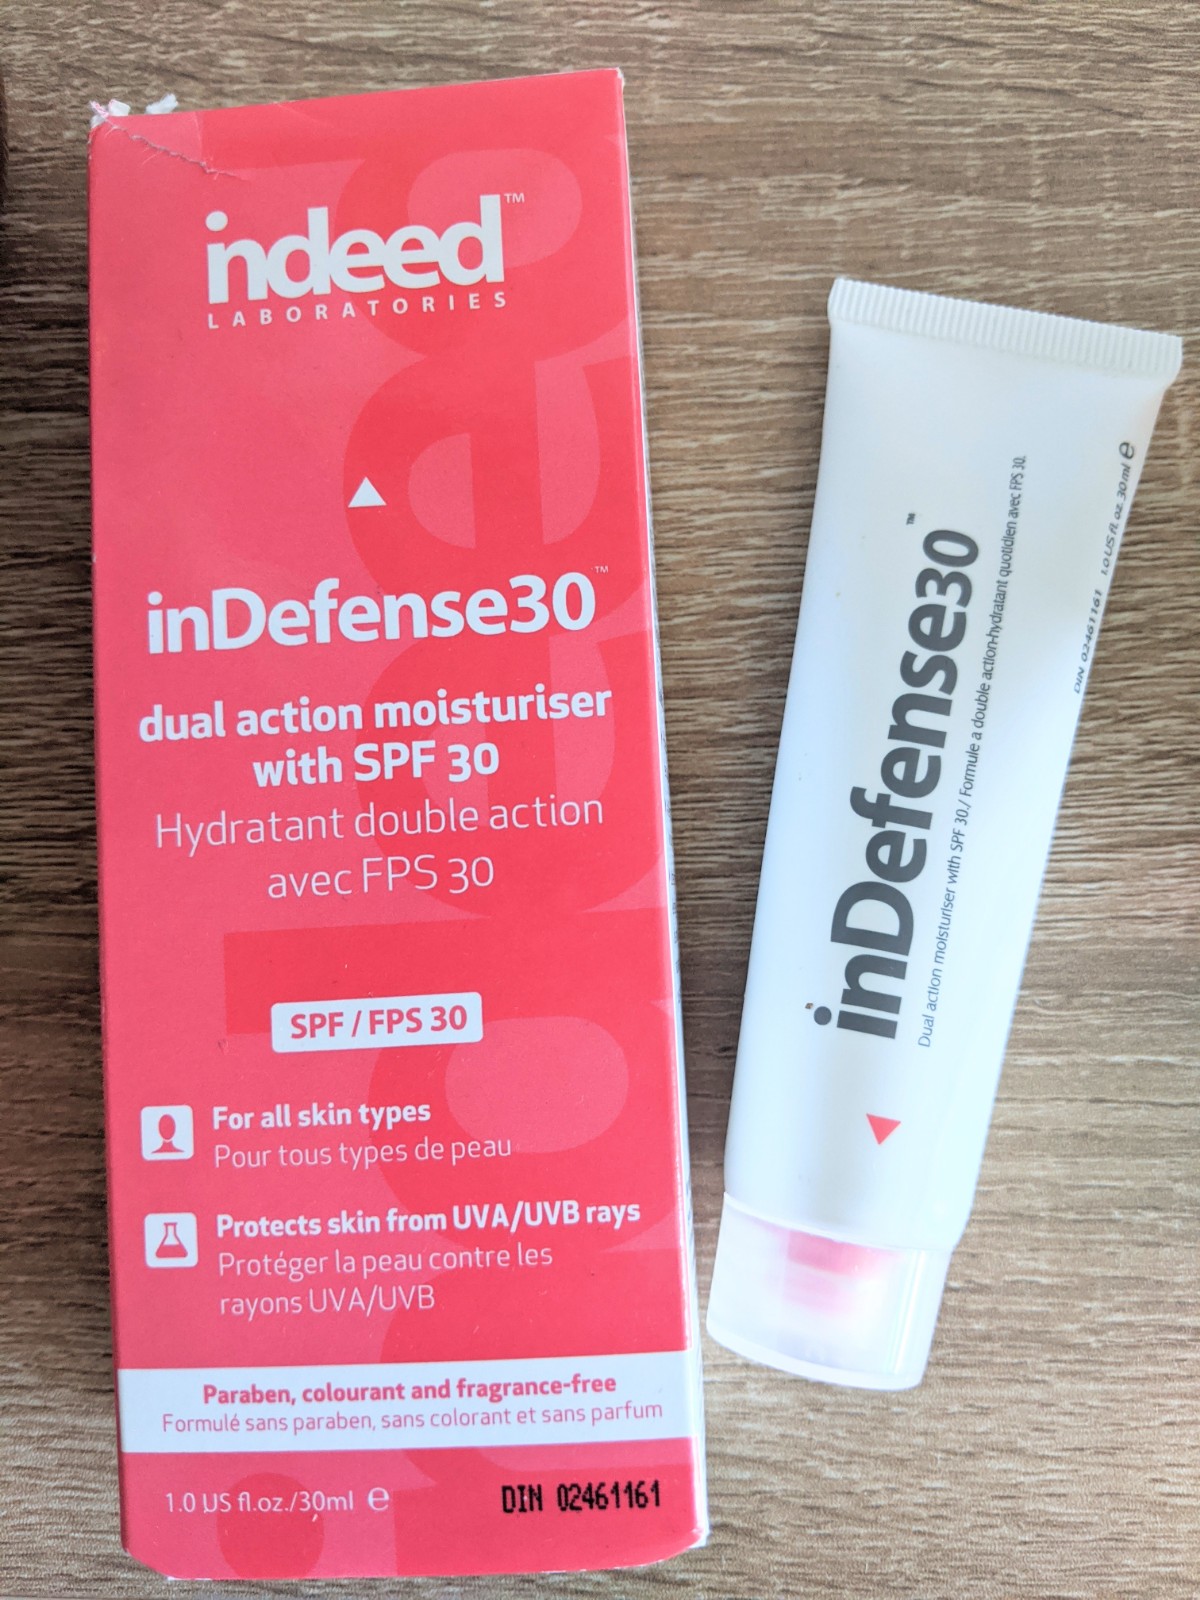 indeed™
LABORATORIES
inDefense30™
dual action moisturiser
with SPF 30
Hydratant double action
avec FPS 30
SPF / FPS 30
For all skin types
Pour tous types de peau
Protects skin from UVA/UVB rays
Protéger la peau contre les
rayons UVA/UVB
Paraben, colourant and fragrance-free
Formulé sans paraben, sans colorant et sans parfum
1.0 US fl.oz./30ml e
DIN 02461161
inDefense30™
Dual action moisturiser with SPF 30./ Formule a double action-hydratant quotidien avec FPS 30.
DIN 02461161 1.0 US fl. oz. 30ml e